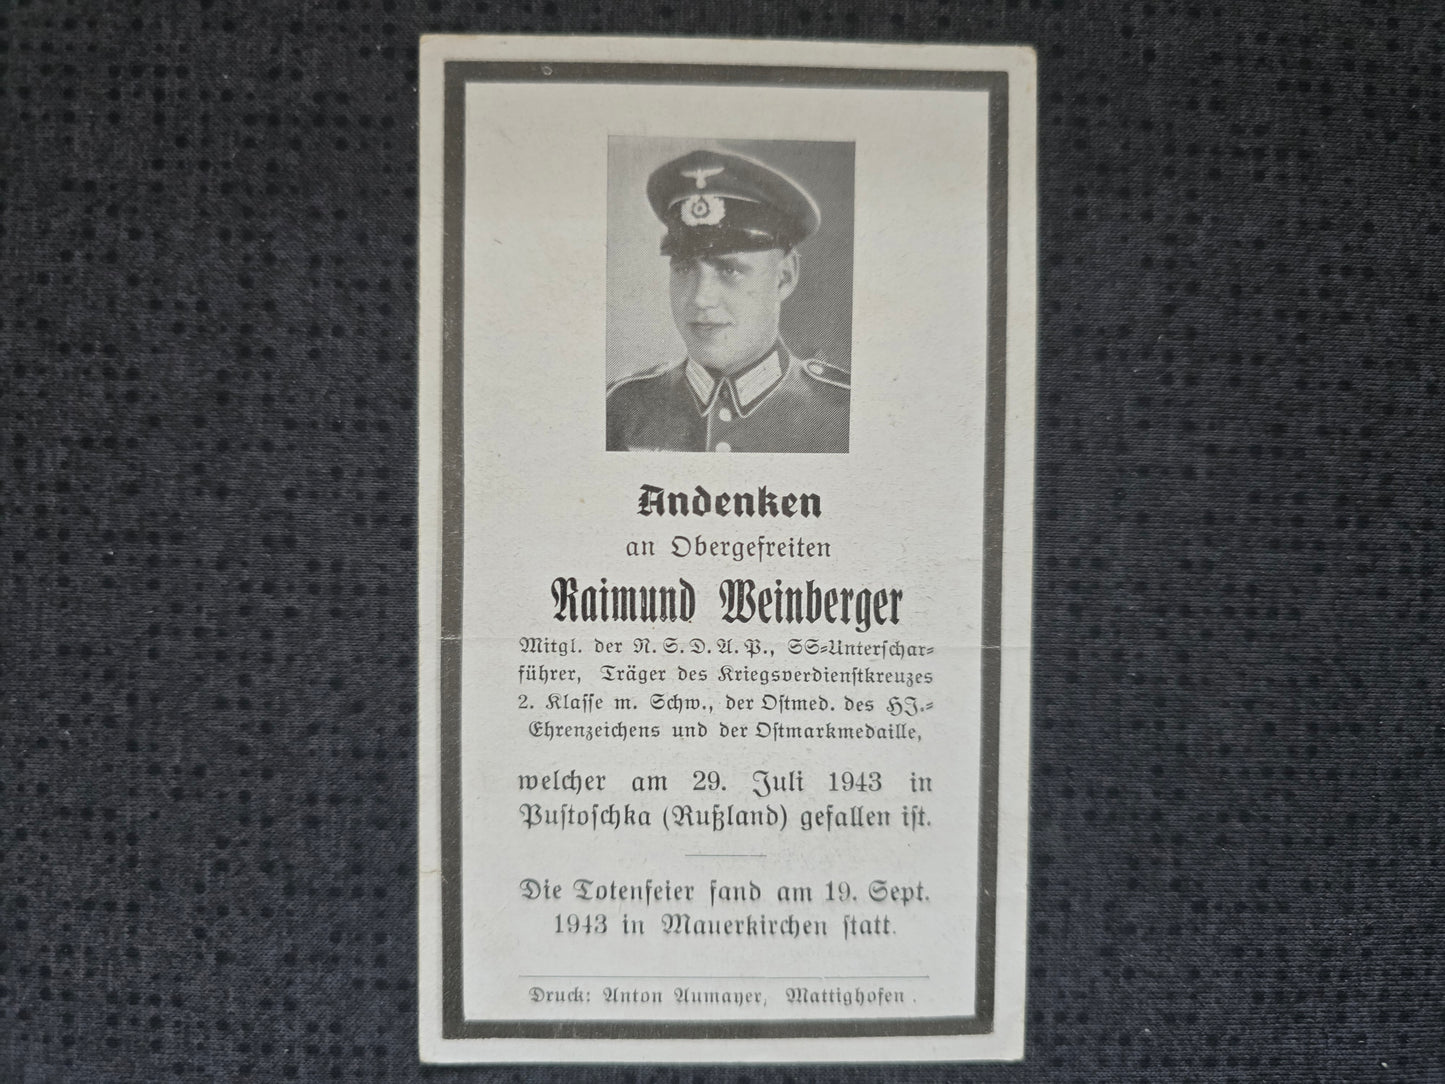 Andenken
an Obergefreiten
Raimund Weinberger
Mitgl. der N. S. D. A. P., SS=Unterschar=
führer, Träger des Kriegsverdienstkreuzes
2. Klasse m. Schw., der Ostmed. des HJ.=
Ehrenzeichens und der Ostmarkmedaille,
welcher am 29. Juli 1943 in
Pustoschka (Rußland) gefallen ist.
Die Totenfeier fand am 19. Sept.
1943 in Mauerkirchen statt.
Druck: Anton Aumayer, Mattighofen.